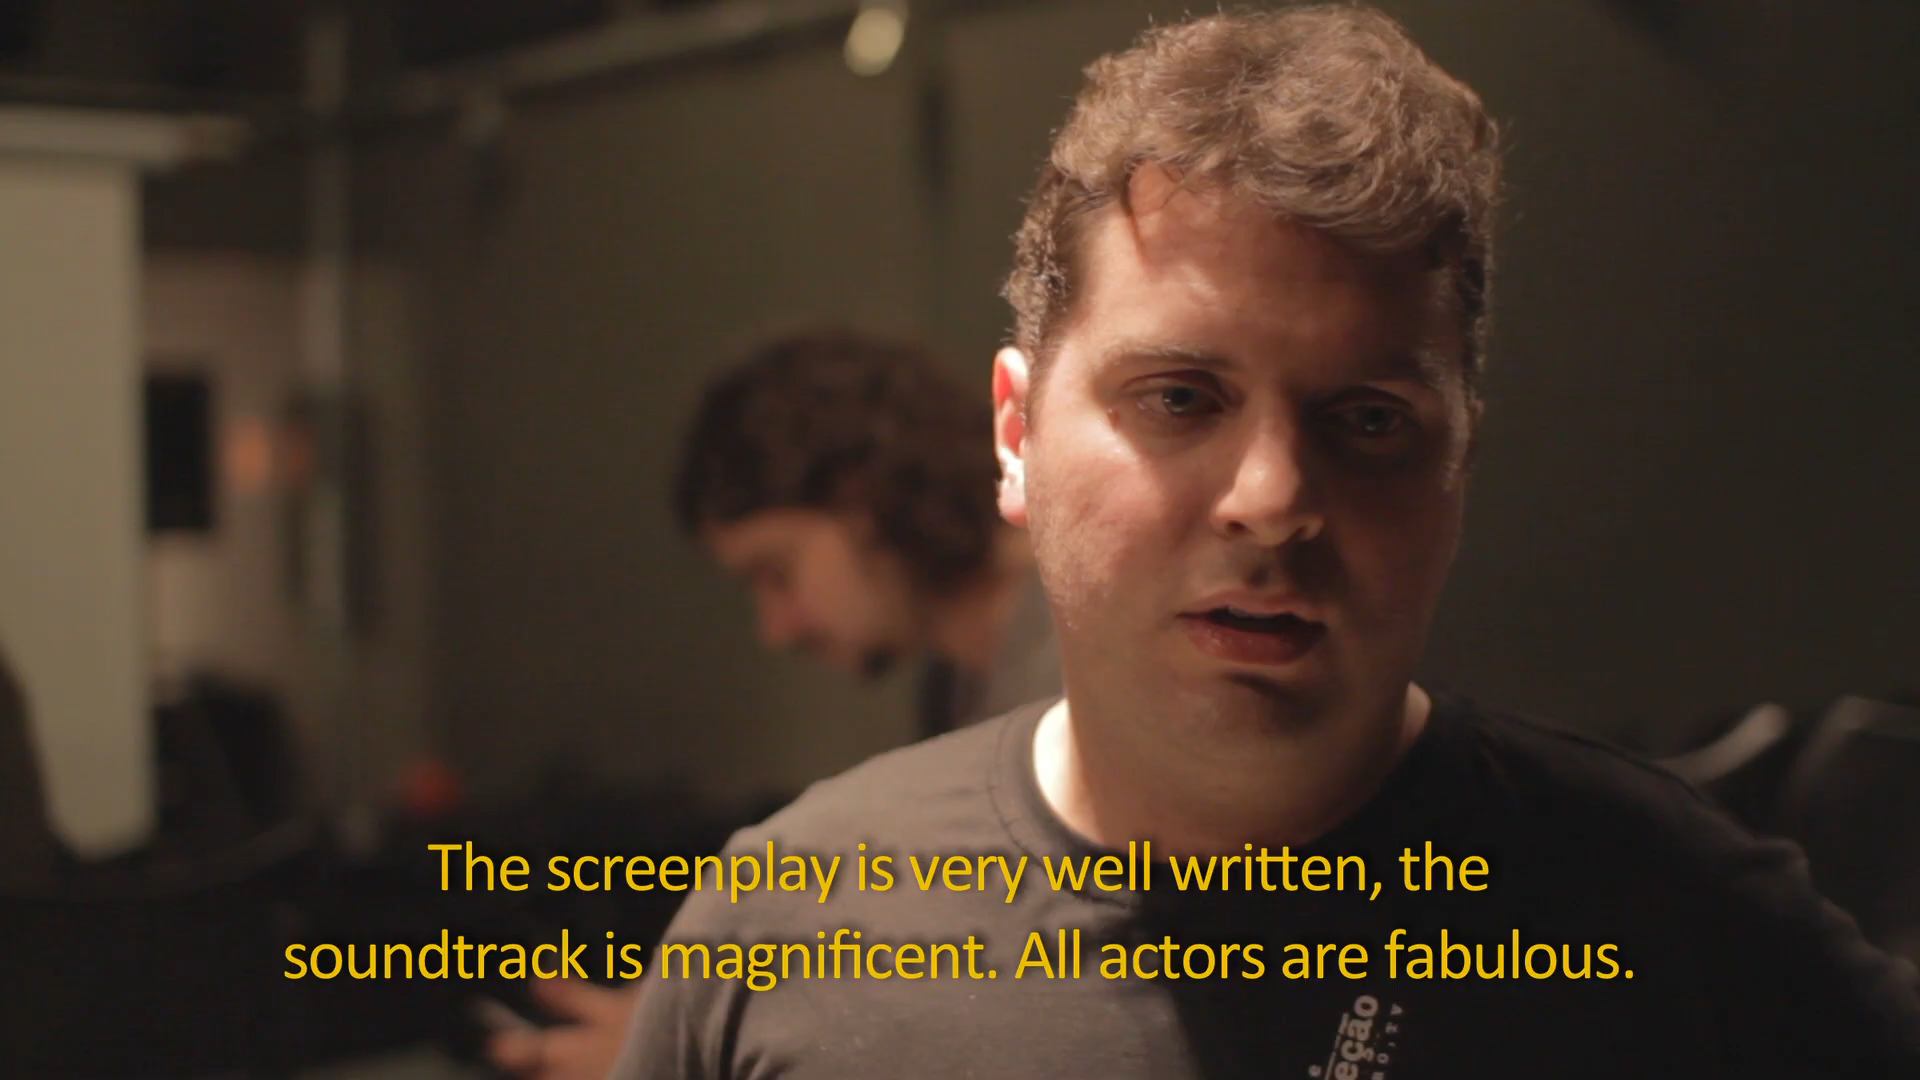 The screenplay is very well written, the
soundtrack is magnificent. All actors are fabulous.